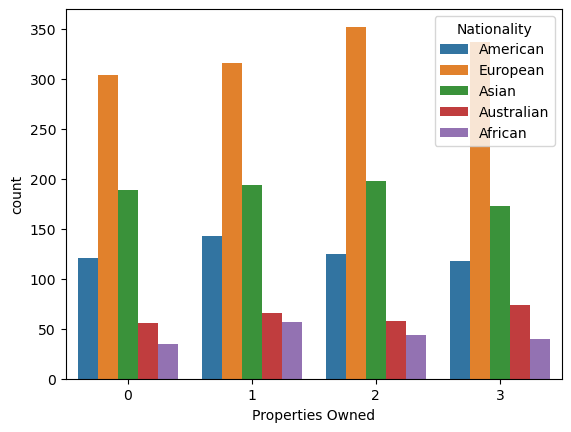 Nationality
American
European
Asian
Australian
African
350
300
250
200
150
100
50
0
count
0 1 2 3
Properties Owned